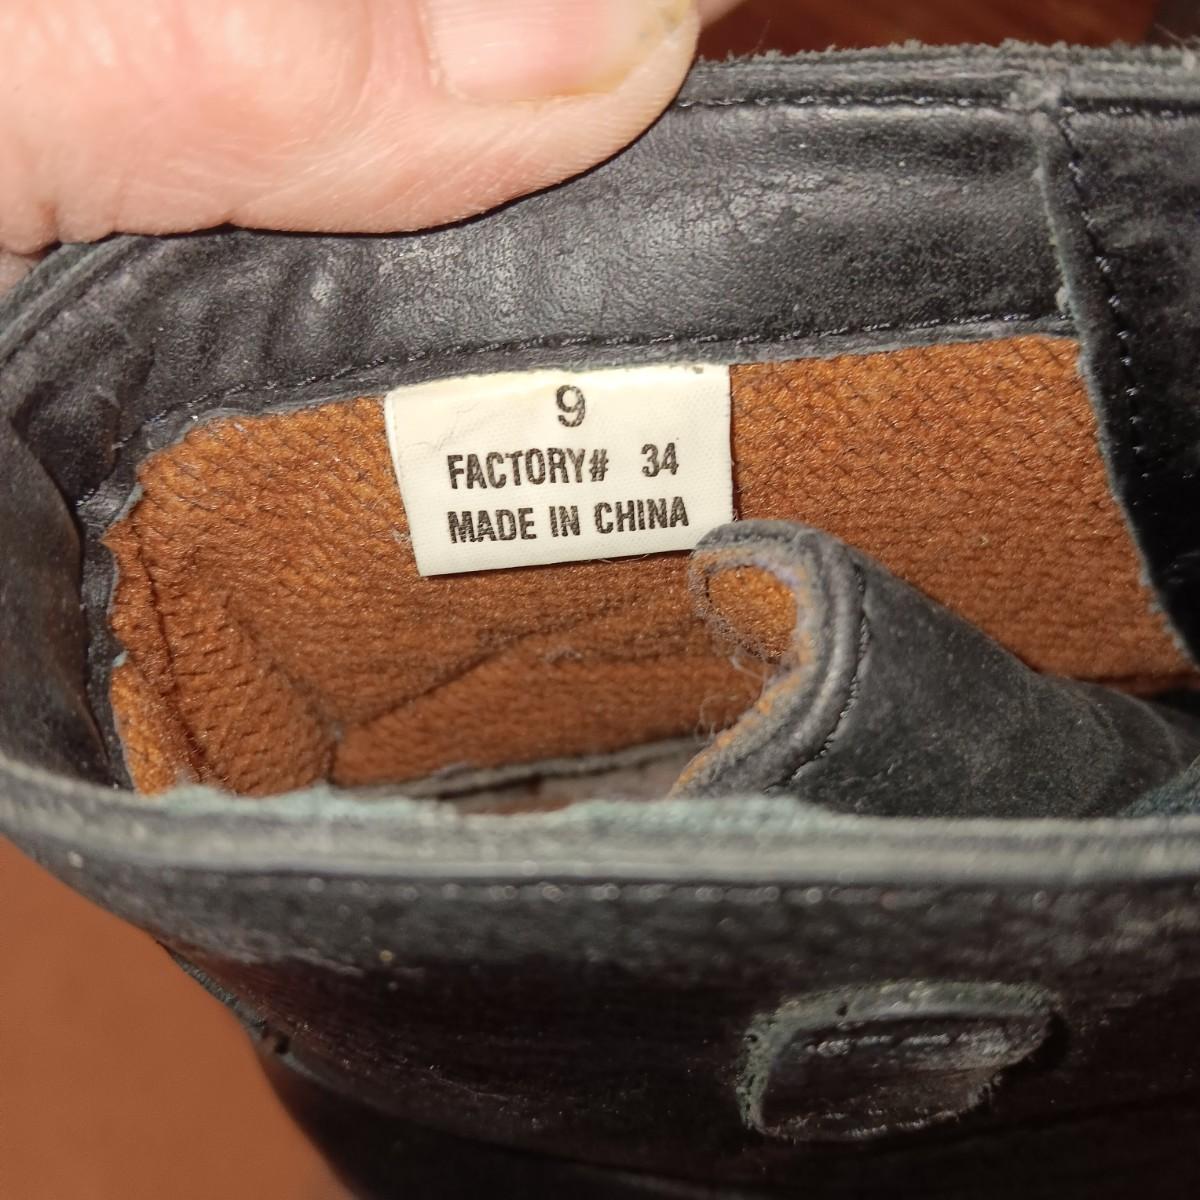 9
FACTORY# 34
MADE IN CHINA